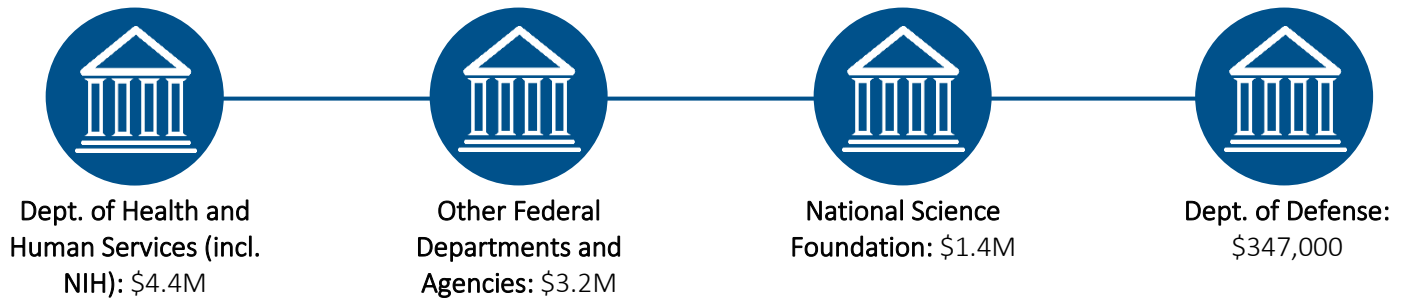 Dept. of Health and
Human Services (incl.
NIH): $4.4M
Other Federal
Departments and
Agencies: $3.2M
National Science
Foundation: $1.4M
Dept. of Defense:
$347,000